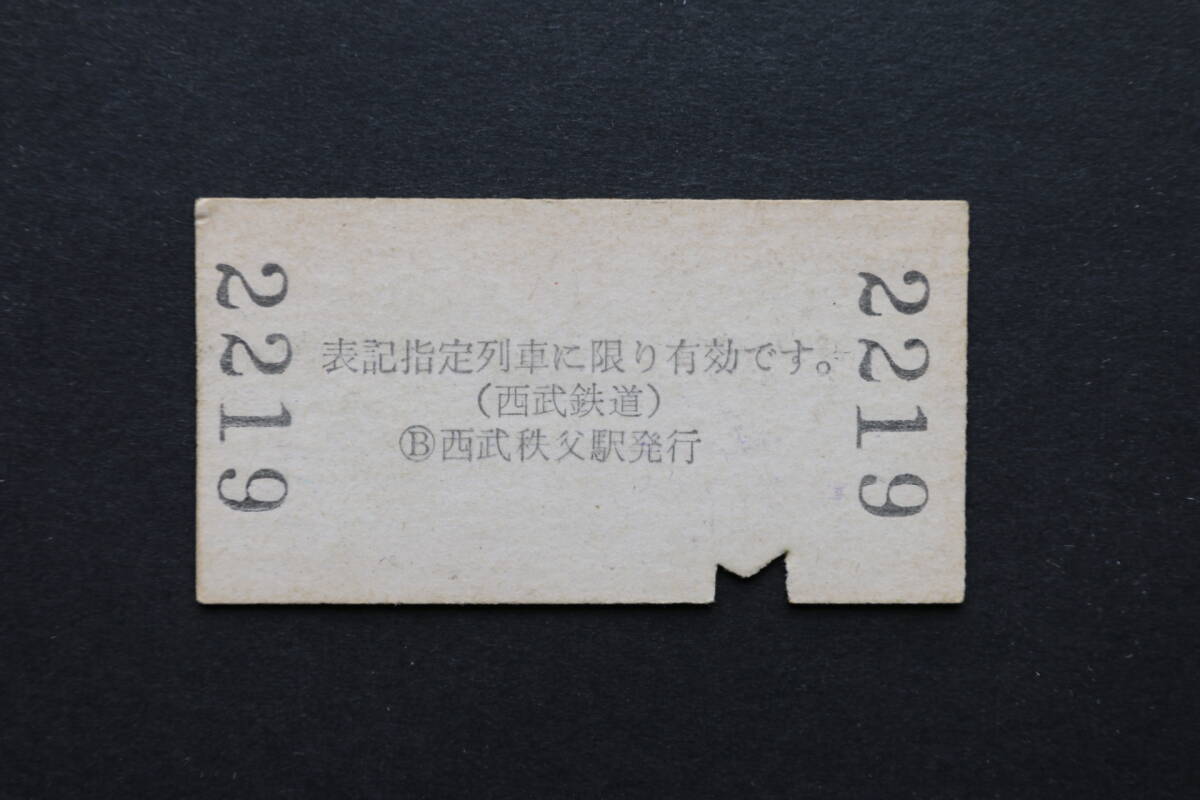 2219
表記指定列車に限り有効です。
(西武鉄道)
Ⓑ西武秩父駅発行
2219